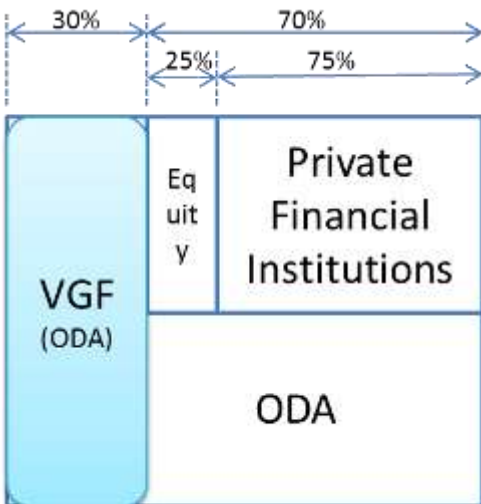 30% 70%
25% 75%
Eq
uit
y
Private
Financial
Institutions
VGF
(ODA)
ODA